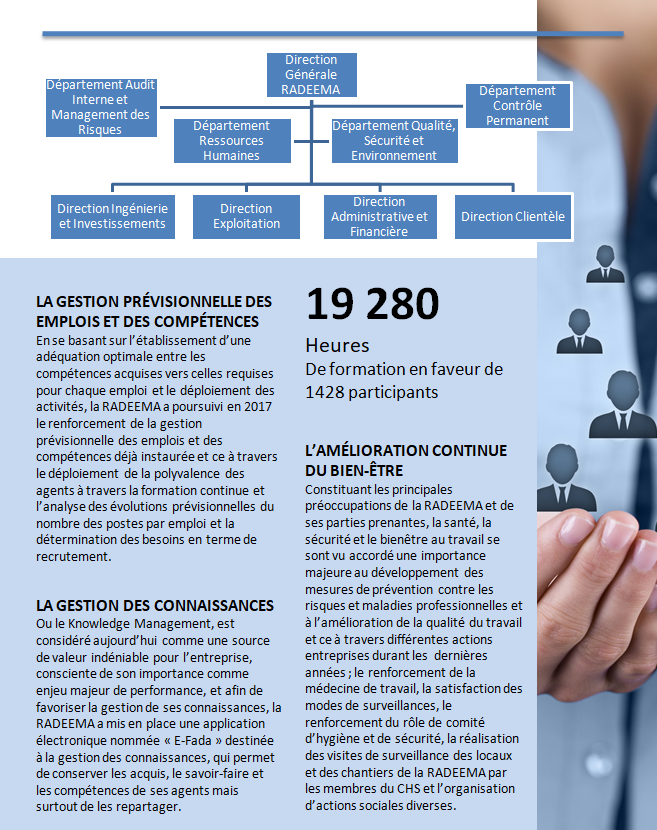 Direction
Générale
RADEEMA
Département Audit
Interne et
Management des
Risques
Département
Contrôle
Permanent
Département
Ressources
Humaines
Département Qualité,
Sécurité et
Environnement
Direction Ingénierie
et Investissements
Direction
Exploitation
Direction
Administrative et
Financière
Direction Clientèle
LA GESTION PRÉVISIONNELLE DES
EMPLOIS ET DES COMPÉTENCES
En se basant sur l’établissement d’une
adéquation optimale entre les
compétences acquises vers celles requises
pour chaque emploi et le déploiement des
activités, la RADEEMA a poursuivi en 2017
le renforcement de la gestion
prévisionnelle des emplois et des
compétences déjà instaurée et ce à travers
le déploiement de la polyvalence des
agents à travers la formation continue et
l’analyse des évolutions prévisionnelles du
nombre des postes par emploi et la
détermination des besoins en terme de
recrutement.
LA GESTION DES CONNAISSANCES
Ou le Knowledge Management, est
considéré aujourd’hui comme une source
de valeur indéniable pour l’entreprise,
consciente de son importance comme
enjeu majeur de performance, et afin de
favoriser la gestion de ses connaissances, la
RADEEMA a mis en place une application
électronique nommée « E-Fada » destinée
à la gestion des connaissances, qui permet
de conserver les acquis, le savoir-faire et
les compétences de ses agents mais
surtout de les repartager.
19 280
Heures
De formation en faveur de
1428 participants
L’AMÉLIORATION CONTINUE
DU BIEN-ÊTRE
Constituant les principales
préoccupations de la RADEEMA et de
ses parties prenantes, la santé, la
sécurité et le bienêtre au travail se
sont vu accordé une importance
majeure au développement des
mesures de prévention contre les
risques et maladies professionnelles et
à l’amélioration de la qualité du travail
et ce à travers différentes actions
entreprises durant les dernières
années ; le renforcement de la
médecine de travail, la satisfaction des
modes de surveillances, le
renforcement du rôle de comité
d’hygiène et de sécurité, la réalisation
des visites de surveillance des locaux
et des chantiers de la RADEEMA par
les membres du CHS et l’organisation
d’actions sociales diverses.